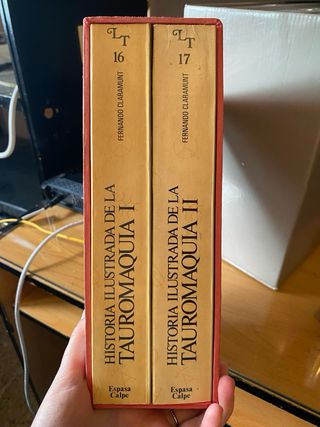 LT
16
FERNANDO CLARAMUNT
HISTORIA ILUSTRADA DE LA
TAUROMAQUIA I
Espasa
Calpe
LT
17
FERNANDO CLARAMUNT
HISTORIA ILUSTRADA DE LA
TAUROMAQUIA II
Espasa
Calpe